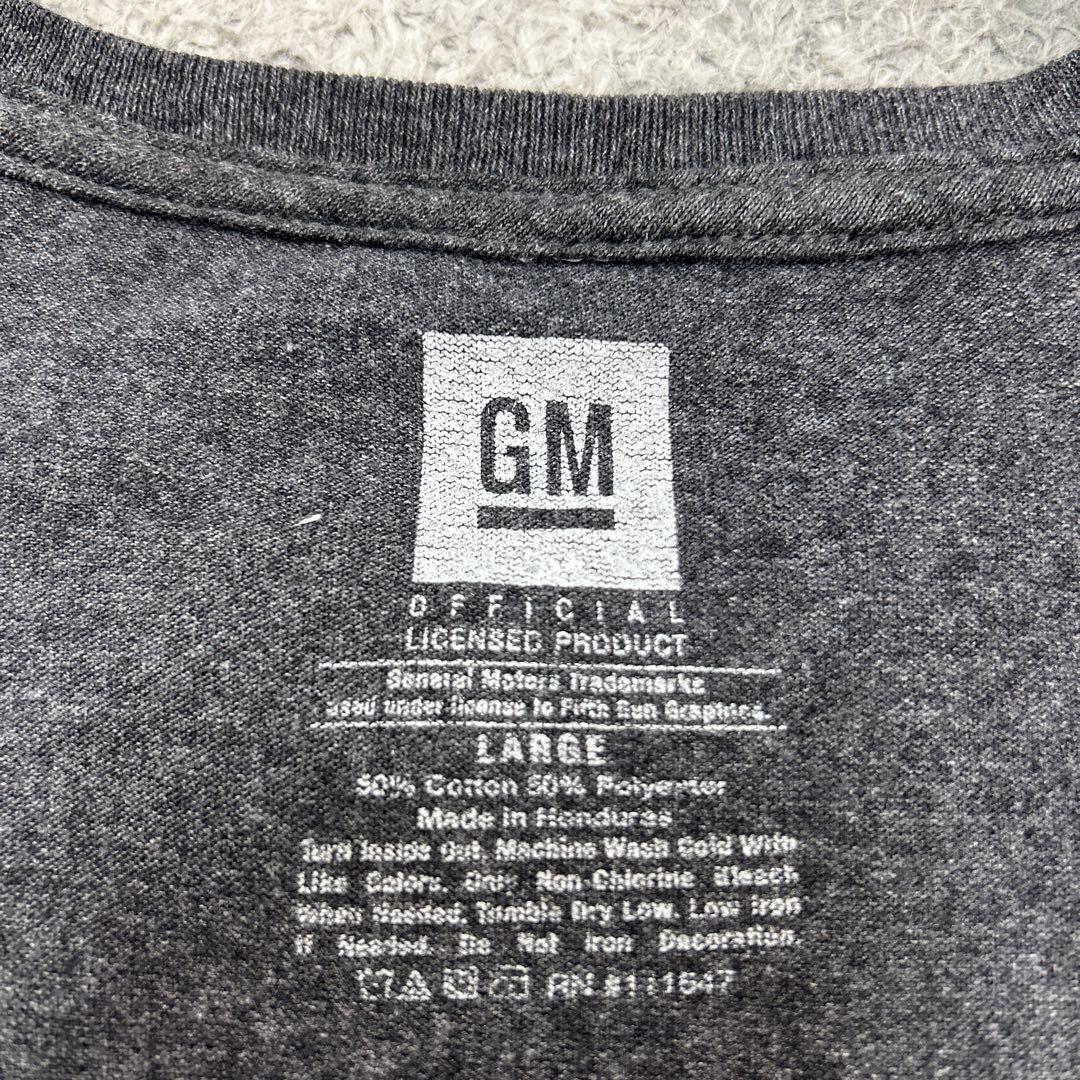 GM
OFFICIAL
LICENSED PRODUCT
General Motors Trademarks
used under license to Fifth Sun Graphics.
LARGE
50% Cotton 50% Polyester
Made in Honduras
Turn Inside Out. Machine Wash Cold With
Like Colors. Only Non-Chlorine Bleach
When Needed. Tumble Dry Low. Low Iron
If Needed. Do Not Iron Decoration.
RN #111547